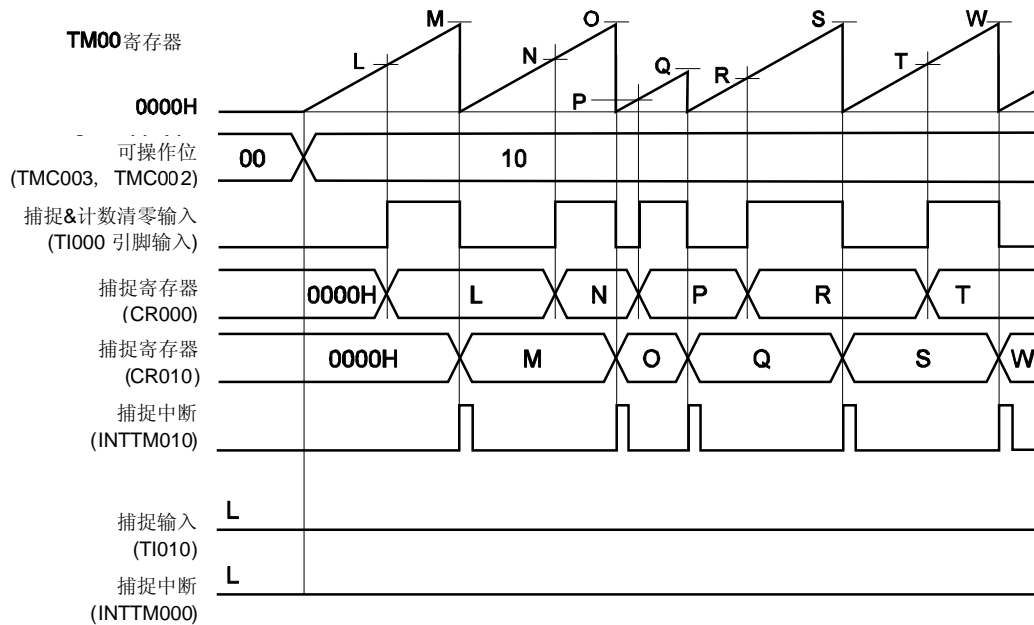 M O S W
TM00寄存器
L N Q R T
P
0000H
可操作位
(TMC003, TMC002)
00 10
捕捉&计数清零输入
(TI000 引脚输入)
捕捉寄存器
(CR000)
0000H L N P R T
捕捉寄存器
(CR010)
0000H M O Q S W
捕捉中断
(INTTM010)
捕捉输入
(TI010)
L
捕捉中断
(INTTM000)
L